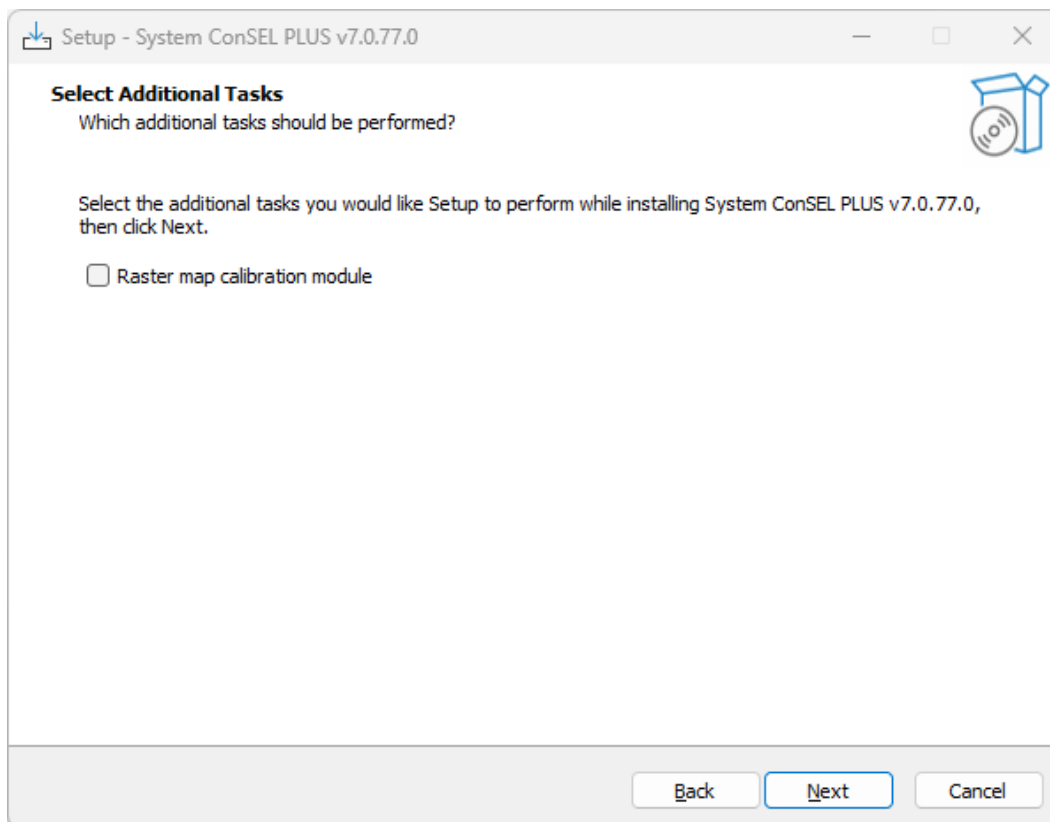 Setup - System ConSEL PLUS v7.0.77.0
Select Additional Tasks
Which additional tasks should be performed?
Select the additional tasks you would like Setup to perform while installing System ConSEL PLUS v7.0.77.0,
then click Next.
Raster map calibration module
Back Next Cancel